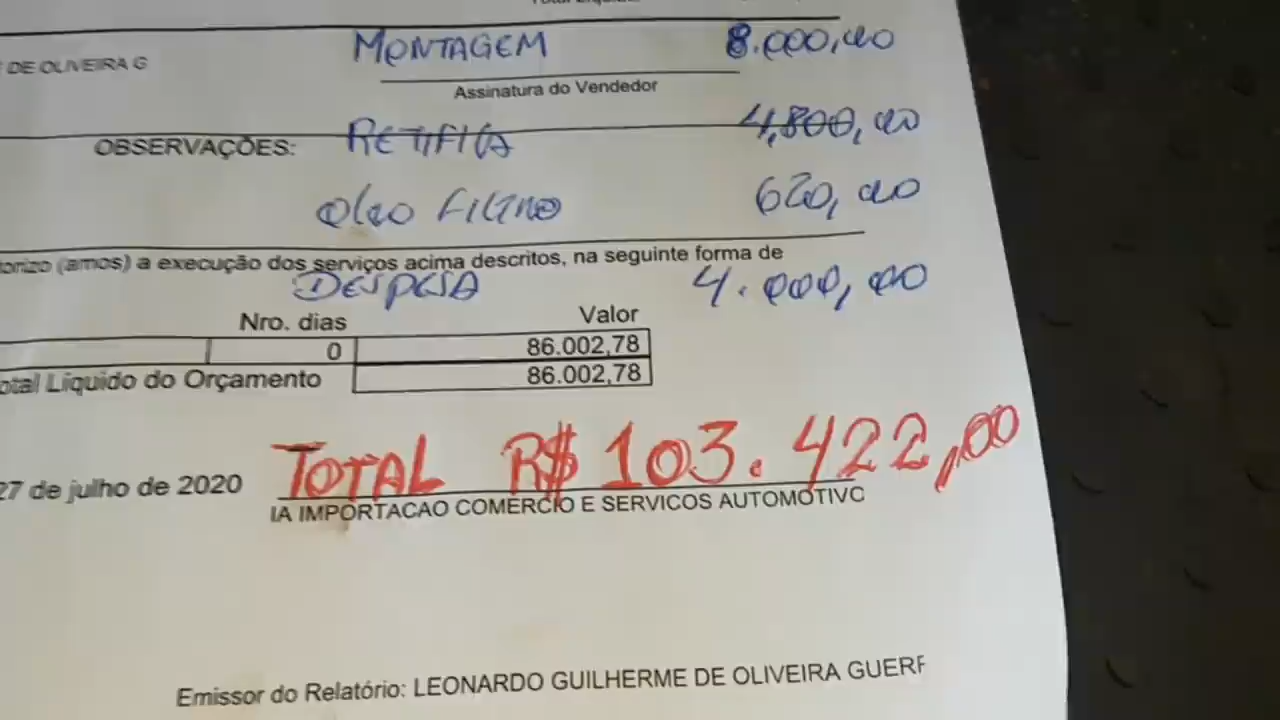 MONTAGEM 8.000,00
DE OLIVEIRA G
Assinatura do Vendedor
OBSERVAÇÕES: RETIFICA 4,800,00
OLEO FILTRO 620,00
orizo (amos) a execução dos serviços acima descritos, na seguinte forma de
DESPESA 4.000,00
Nro. dias Valor
0 86.002,78
otal Líquido do Orçamento 86.002,78
TOTAL R$ 103.422,00
27 de julho de 2020
IA IMPORTACAO COMERCIO E SERVICOS AUTOMOTIVO
Emissor do Relatório: LEONARDO GUILHERME DE OLIVEIRA GUERF